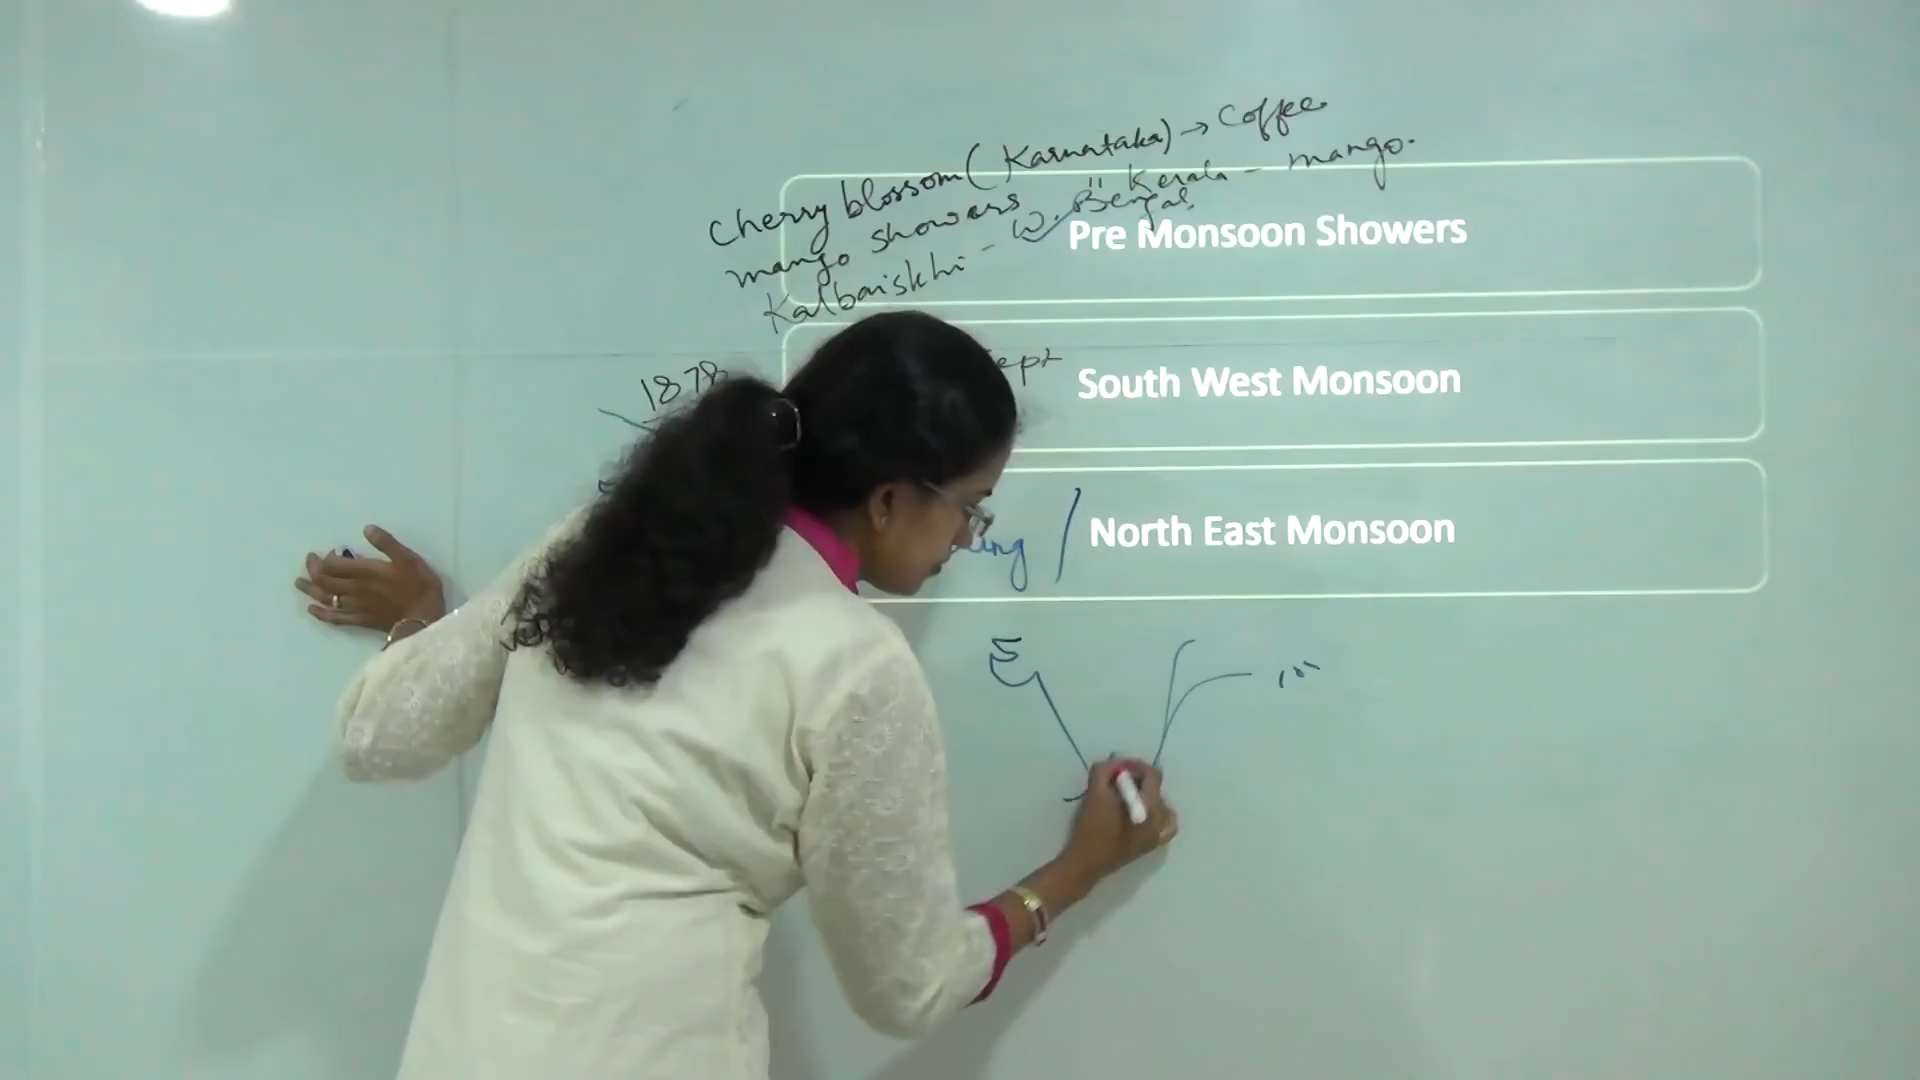 cherry blossom (Karnataka) → Coffee
mango showers " Kerala - mango.
Kalbaiskhi - W. Bengal.
Pre Monsoon Showers
1878
South West Monsoon
North East Monsoon